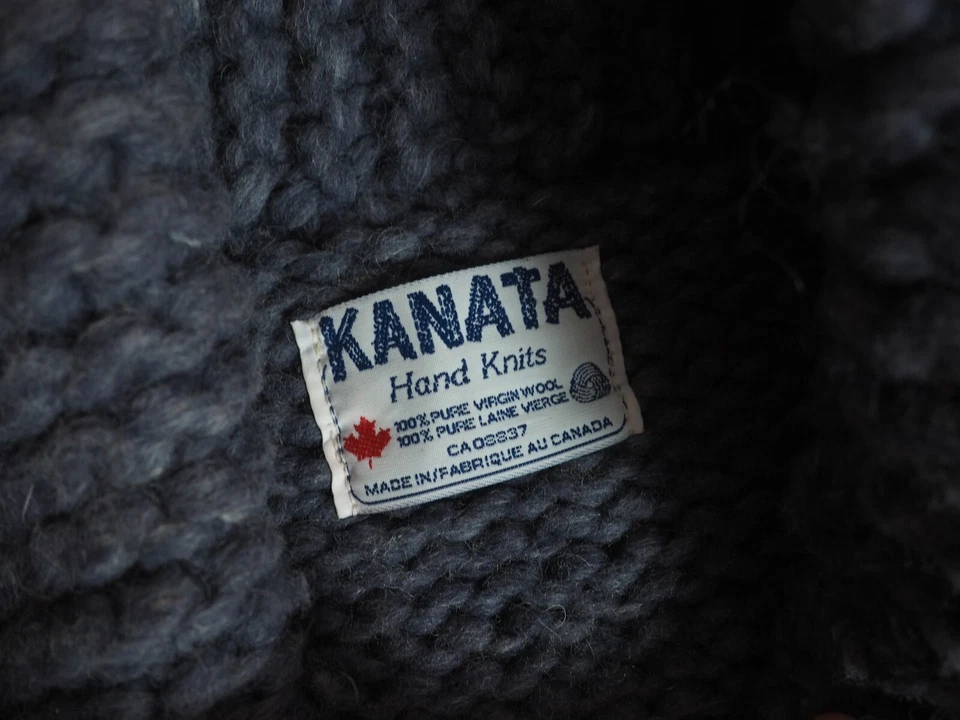 KANATA
Hand Knits
100% PURE VIRGIN WOOL
100% PURE LAINE VIERGE
CA 03837
MADE IN/FABRIQUE AU CANADA